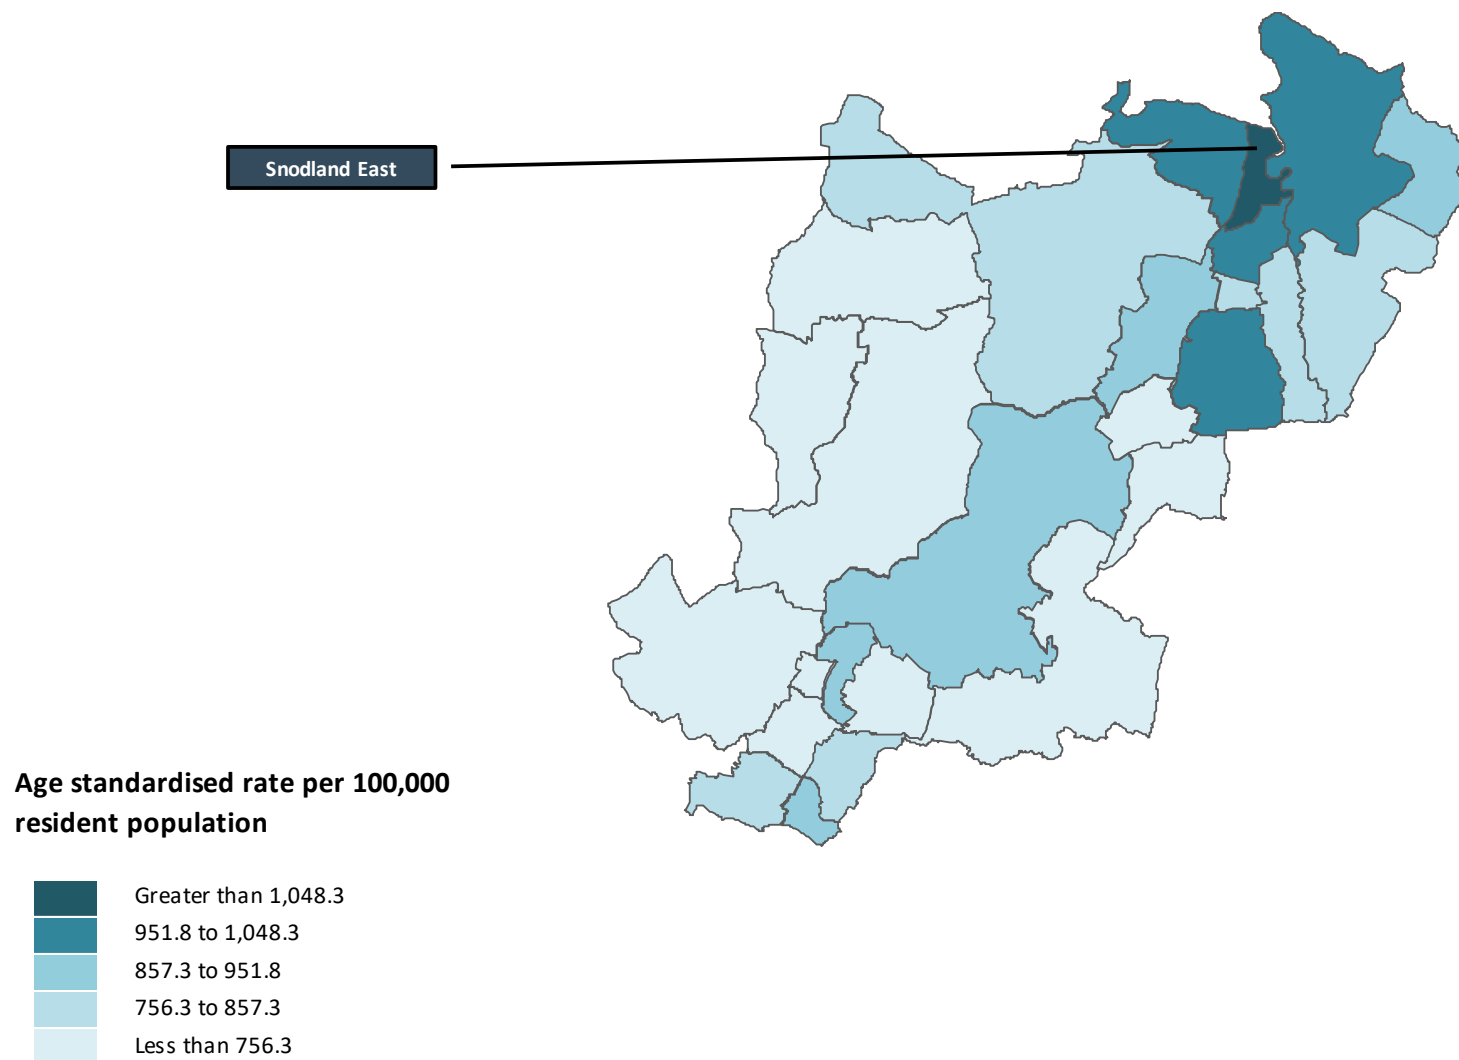 Snodland East
Age standardised rate per 100,000
resident population
Greater than 1,048.3
951.8 to 1,048.3
857.3 to 951.8
756.3 to 857.3
Less than 756.3